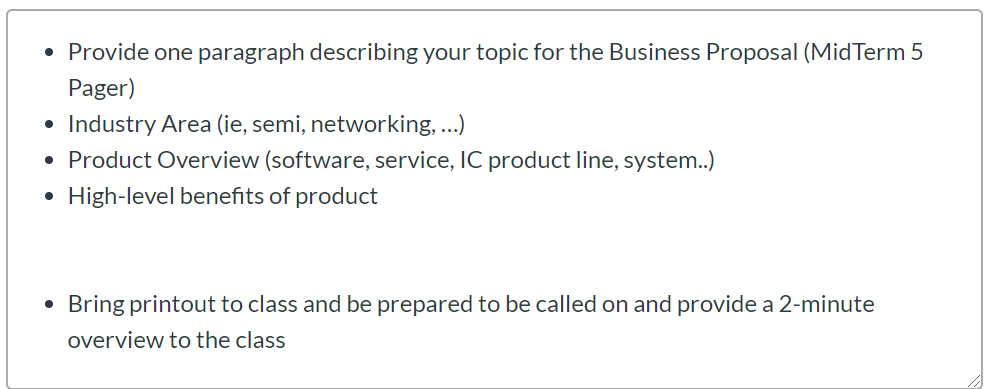 • Provide one paragraph describing your topic for the Business Proposal (MidTerm 5
Pager)
• Industry Area (ie, semi, networking, ...)
• Product Overview (software, service, IC product line, system..)
• High-level benefits of product
• Bring printout to class and be prepared to be called on and provide a 2-minute
overview to the class